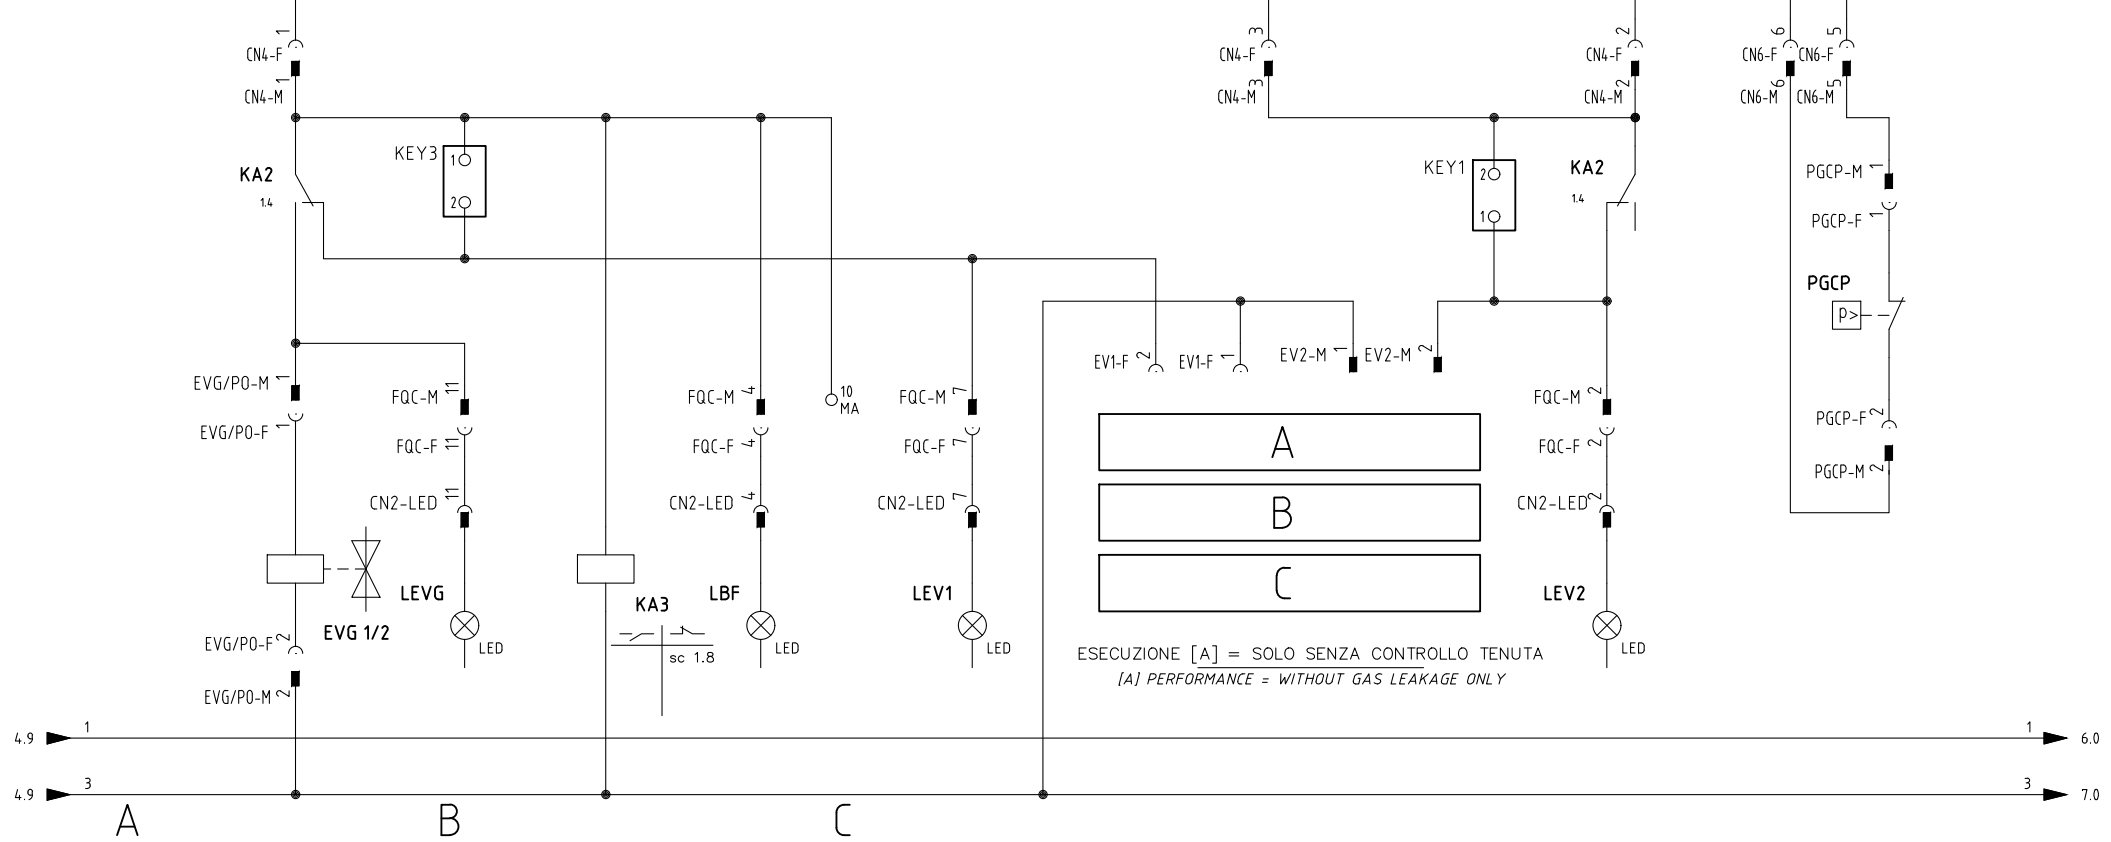 1 3 2 6 5
CN4-F CN4-F CN4-F CN6-F CN6-F
1 3 2 6 5
CN4-M CN4-M CN4-M CN6-M CN6-M
KEY3 1 2
KA2
1.4
KEY1 2 1
KA2
1.4
PGCP-M 1
PGCP-F 1
PGCP
p>
PGCP-F 2
PGCP-M 2
EV1-F 2 EV1-F 1 EV2-M 1 EV2-M 2
EVG/PO-M 1
EVG/PO-F 1
FQC-M 11 FQC-M 4 FQC-M 7 FQC-M 2
10
MA
FQC-F 11 FQC-F 4 FQC-F 7 FQC-F 2
CN2-LED 11 CN2-LED 4 CN2-LED 7 CN2-LED 2
A
B
C
LEVG LBF LEV1 LEV2
KA3
EVG 1/2
LED LED LED LED
sc 1.8
EVG/PO-F 2
EVG/PO-M 2
ESECUZIONE [A] = SOLO SENZA CONTROLLO TENUTA
[A] PERFORMANCE = WITHOUT GAS LEAKAGE ONLY
4.9 1 1 6.0
4.9 3 3 7.0
A B C